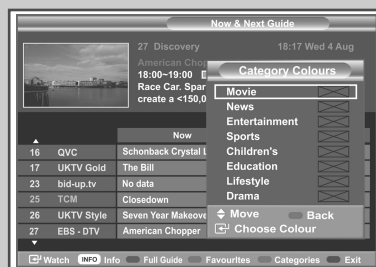 Now & Next Guide
27 Discovery
18:17 Wed 4 Aug
American Chop
18:00~19:00
Race Car. Spar
create a <150,0
Category Colours
Movie
News
Entertainment
Sports
Children's
Education
Lifestyle
Drama
Move Back
Choose Colour
Now
16 QVC Schonback Crystal L
17 UKTV Gold The Bill
23 bid-up.tv No data
25 TCM Closedown
26 UKTV Style Seven Year Makeove
27 EBS - DTV American Chopper
Watch INFO Info Full Guide Favourites Categories Exit